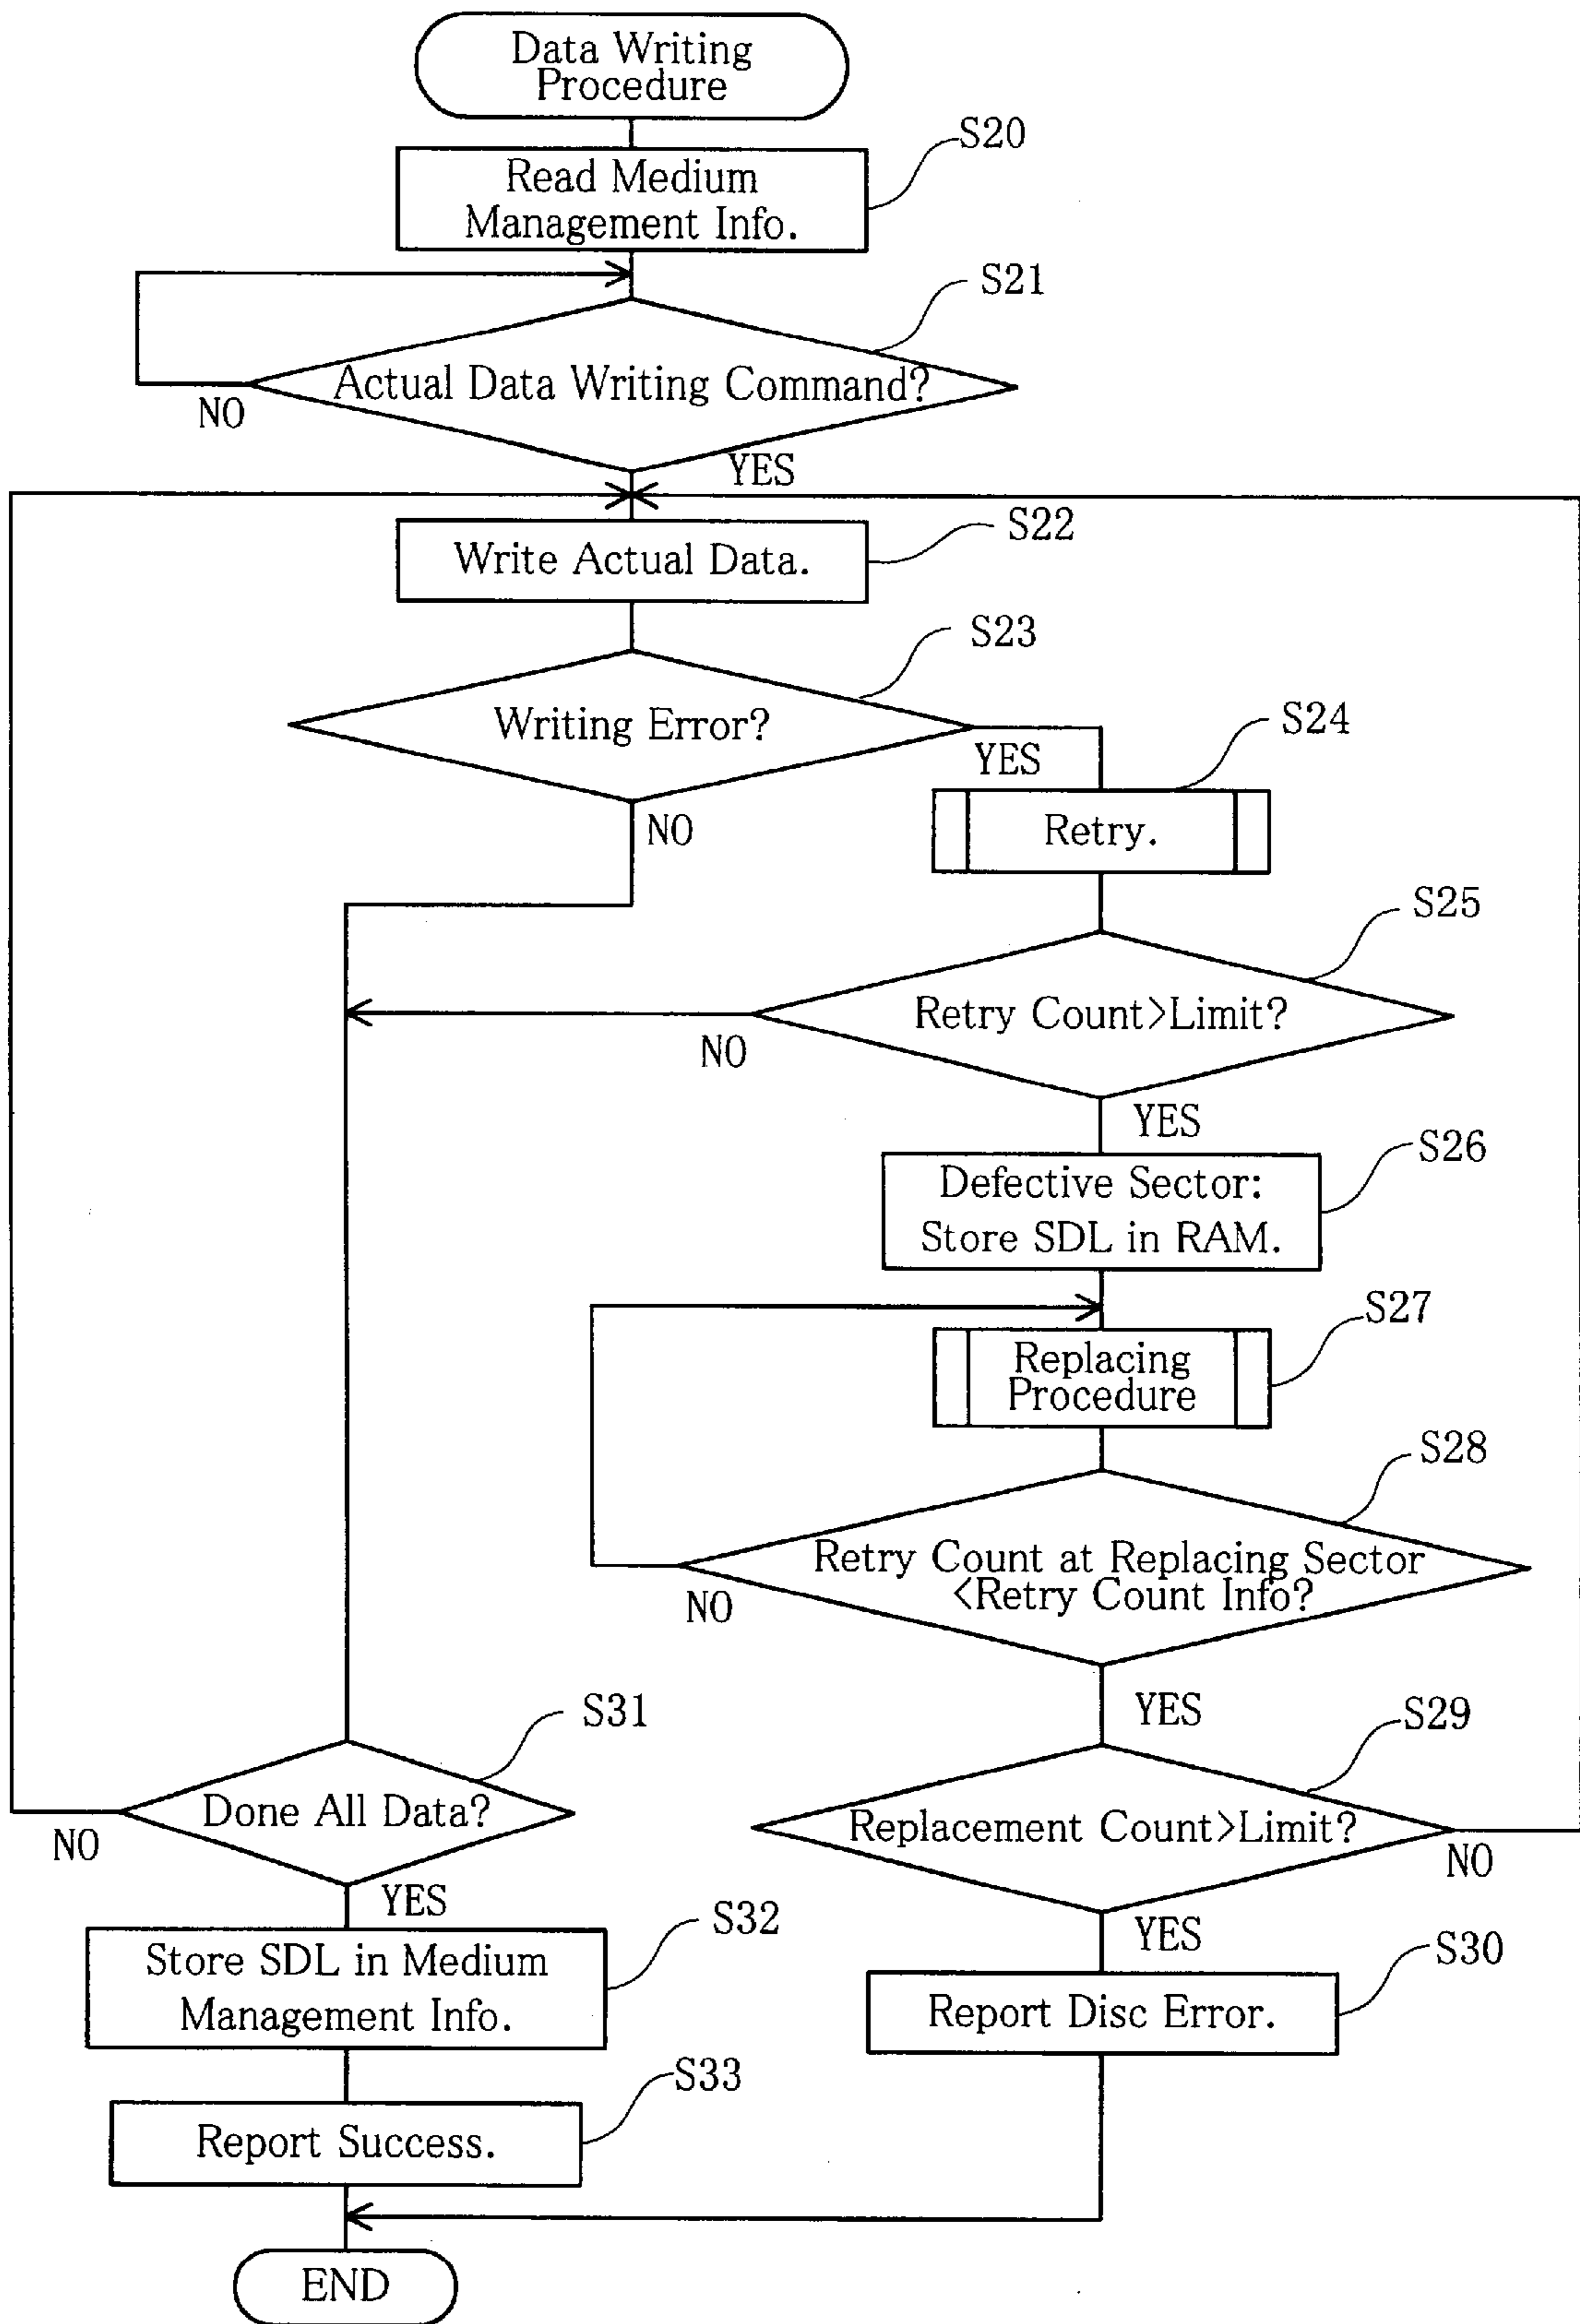 Data Writing
Procedure
S20
Read Medium
Management Info.
S21
Actual Data Writing Command?
NO
YES
S22
Write Actual Data.
S23
Writing Error?
YES
NO
S24
Retry.
S25
Retry Count>Limit?
NO
YES
S26
Defective Sector:
Store SDL in RAM.
S27
Replacing
Procedure
S28
Retry Count at Replacing Sector
<Retry Count Info?
NO
YES
S29
Replacement Count>Limit?
NO
YES
S30
Report Disc Error.
S31
Done All Data?
NO
YES
S32
Store SDL in Medium
Management Info.
S33
Report Success.
END